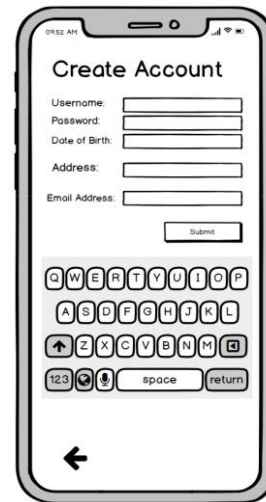 09:52 AM
Create Account
Username:
Password:
Date of Birth:
Address:
Email Address:
Submit
Q W E R T Y U I O P
A S D F G H J K L
Z X C V B N M
123 space return